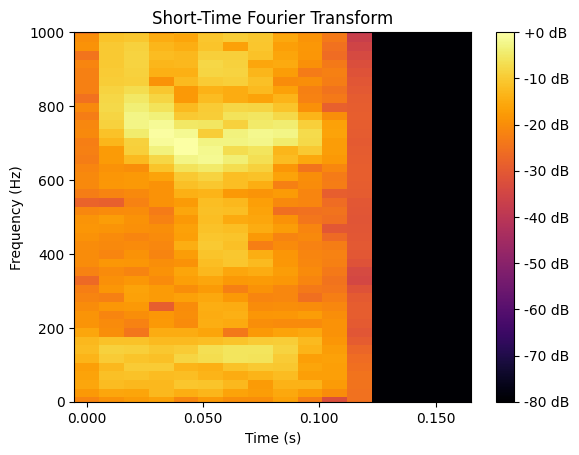 Short-Time Fourier Transform
1000
800
600
400
200
0
Frequency (Hz)
0.000
0.050
0.100
0.150
Time (s)
+0 dB
-10 dB
-20 dB
-30 dB
-40 dB
-50 dB
-60 dB
-70 dB
-80 dB